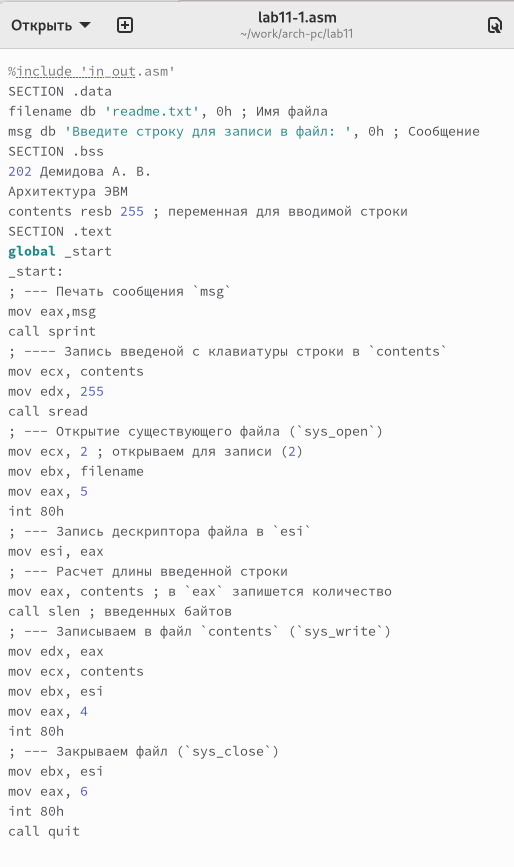 Открыть
lab11-1.asm
~/work/arch-pc/lab11
%include 'in_out.asm'
SECTION .data
filename db 'readme.txt', 0h ; Имя файла
msg db 'Введите строку для записи в файл: ', 0h ; Сообщение
SECTION .bss
202 Демидова А. В.
Архитектура ЭВМ
contents resb 255 ; переменная для вводимой строки
SECTION .text
global _start
_start:
; --- Печать сообщения `msg`
mov eax,msg
call sprint
; ---- Запись введеной с клавиатуры строки в `contents`
mov ecx, contents
mov edx, 255
call sread
; --- Открытие существующего файла (`sys_open`)
mov ecx, 2 ; открываем для записи (2)
mov ebx, filename
mov eax, 5
int 80h
; --- Запись дескриптора файла в `esi`
mov esi, eax
; --- Расчет длины введенной строки
mov eax, contents ; в `eax` запишется количество
call slen ; введенных байтов
; --- Записываем в файл `contents` (`sys_write`)
mov edx, eax
mov ecx, contents
mov ebx, esi
mov eax, 4
int 80h
; --- Закрываем файл (`sys_close`)
mov ebx, esi
mov eax, 6
int 80h
call quit